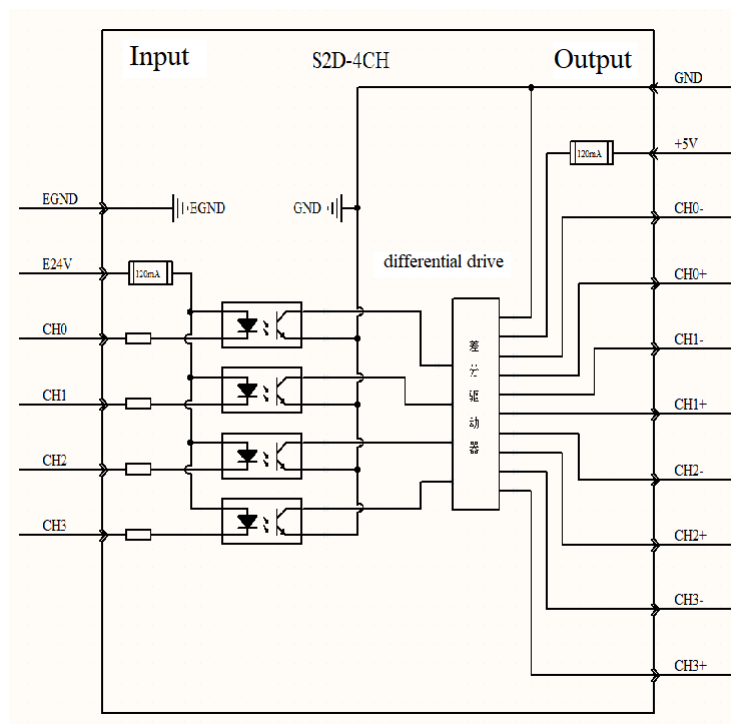 Input
S2D-4CH
Output
GND
120mA
+5V
EGND
EGND
GND
CH0-
E24V
120mA
differential drive
CH0+
CH0
差分驱动器
CH1-
CH1
CH1+
CH2
CH2-
CH3
CH2+
CH3-
CH3+